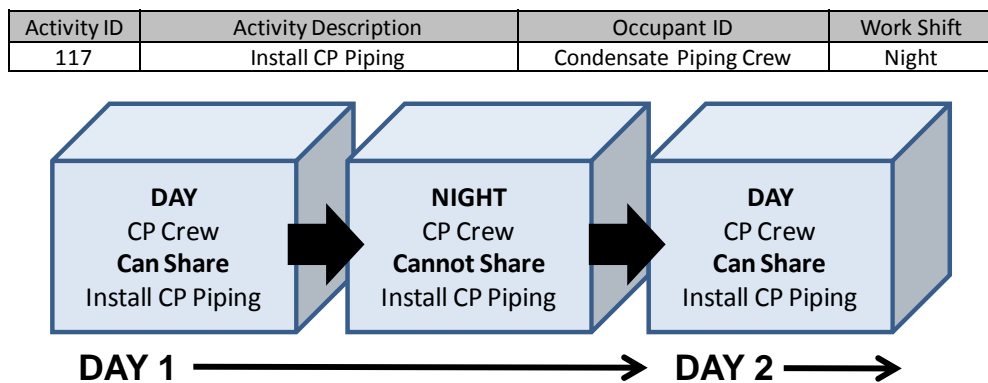 Activity ID Activity Description Occupant ID Work Shift
117 Install CP Piping Condensate Piping Crew Night
DAY
CP Crew
Can Share
Install CP Piping
NIGHT
CP Crew
Cannot Share
Install CP Piping
DAY
CP Crew
Can Share
Install CP Piping
DAY 1 DAY 2